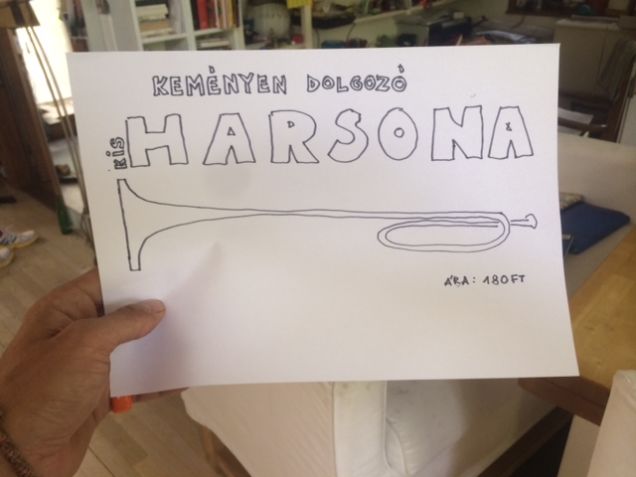 KEMÉNYEN DOLGOZÓ
KIS HARSONA
ÁRA: 180 FT